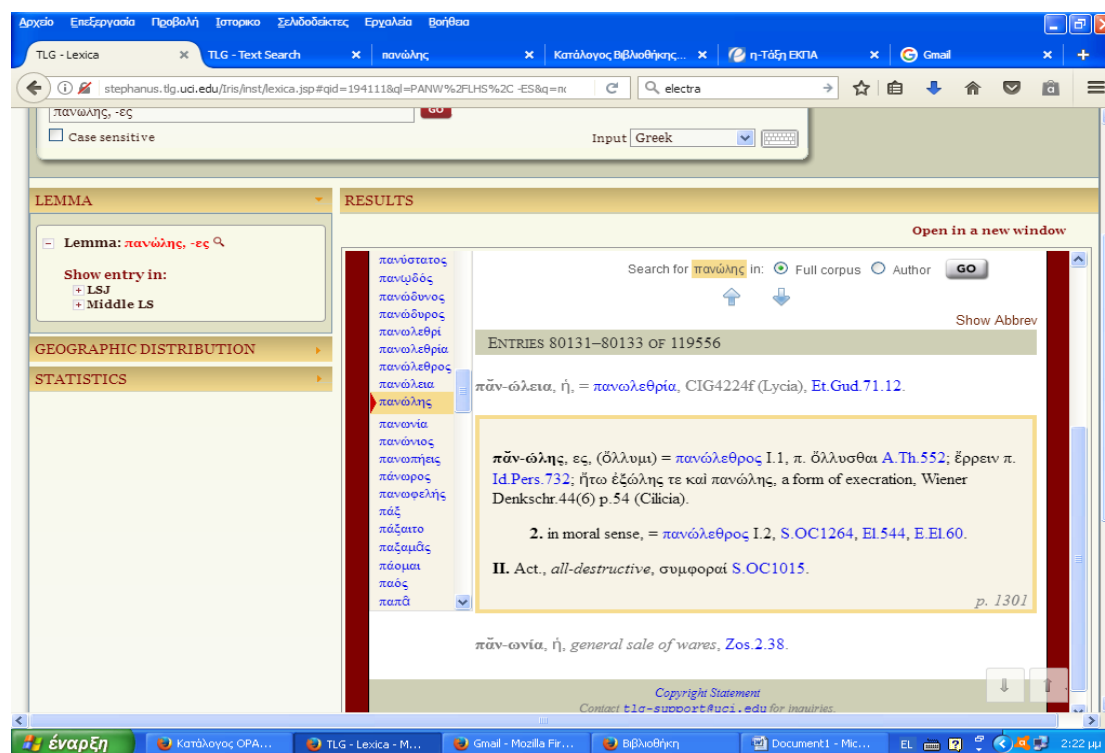 Αρχείο Επεξεργασία Προβολή Ιστορικο Σελιδοδείκτες Εργαλεία Βοήθεια
TLG - Lexica TLG - Text Search πανώλης Κατάλογος Βιβλιοθήκης... η-Τάξη ΕΚΠΑ Gmail
stephanus.tlg.uci.edu/Iris/inst/lexica.jsp#qid=194111&ql=PANW%2FLHS%2C -ES&q=πο electra
πανώλης, -ες GO
Case sensitive Input Greek
LEMMA RESULTS
Open in a new window
Lemma: πανώλης, -ες
Show entry in:
LSJ
Middle LS
GEOGRAPHIC DISTRIBUTION
STATISTICS
πανύστατος
πανῳδός
πανώδυνος
πανώδυρος
πανωλεθρί
πανωλεθρία
πανώλεθρος
πανώλεια
πανώλης
πανωνία
πανώνιος
πανωπήεις
πάνωρος
πανωφελής
πάξ
πάξαιτο
παξαμᾶς
πάομαι
παός
παπᾶ
Search for πανώλης in: Full corpus Author GO
Show Abbrev
ENTRIES 80131–80133 OF 119556
πᾰν-ώλεια, ἡ, = πανωλεθρία, CIG4224f (Lycia), Et.Gud.71.12.
πᾰν-ώλης, ες, (ὄλλυμι) = πανώλεθρος I.1, π. ὄλλυσθαι A.Th.552; ἔρρειν π.
Id.Pers.732; ἤτω ἐξώλης τε καὶ πανώλης, a form of execration, Wiener
Denkschr.44(6) p.54 (Cilicia).
2. in moral sense, = πανώλεθρος I.2, S.OC1264, El.544, E.El.60.
II. Act., all-destructive, συμφοραί S.OC1015.
p. 1301
πᾰν-ωνία, ἡ, general sale of wares, Zos.2.38.
Copyright Statement
Contact tlg-support@uci.edu for inquiries.
έναρξη Κατάλογος OPA... TLG - Lexica - M... Gmail - Mozilla Fir... Βιβλιοθήκη Document1 - Mic... EL 2:22 μμ